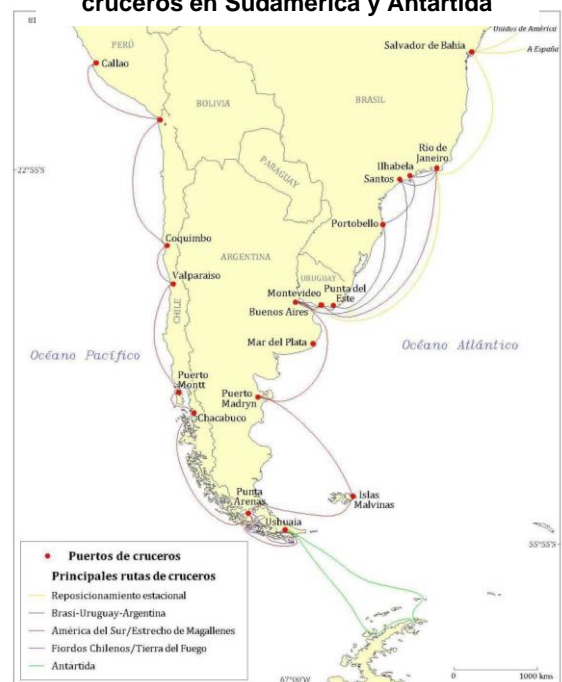 cruceros en Sudamérica y Antártida
81
Unidos de América
A España
PERÚ
Callao
Salvador de Bahia
BOLIVIA
BRASIL
PARAGUAY
Rio de
Janeiro
Ilhabela
Santos
22°55'S
Portobello
Coquimbo
ARGENTINA
URUGUAY
Valparaiso
CHILE
Montevideo
Punta del
Este
Buenos Aires
Mar del Plata
Océano Pacífico
Océano Atlántico
Puerto
Montt
Chacabuco
Puerto
Madryn
Punta
Arenas
Islas
Malvinas
Ushuaia
55°55'S
Puertos de cruceros
Principales rutas de cruceros
Reposicionamiento estacional
Brasi-Uruguay-Argentina
América del Sur/Estrecho de Magallenes
Fiordos Chilenos/Tierra del Fuego
Antártida
67°00'W
0
1000 kms